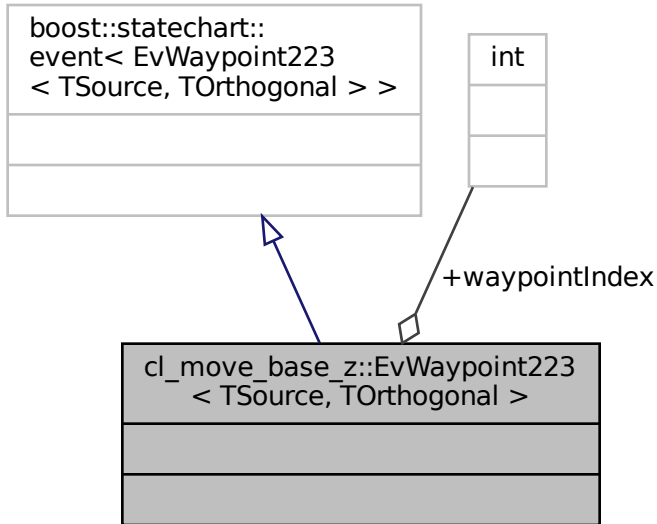 boost::statechart::
event< EvWaypoint223
< TSource, TOrthogonal > >
int
+waypointIndex
cl_move_base_z::EvWaypoint223
< TSource, TOrthogonal >